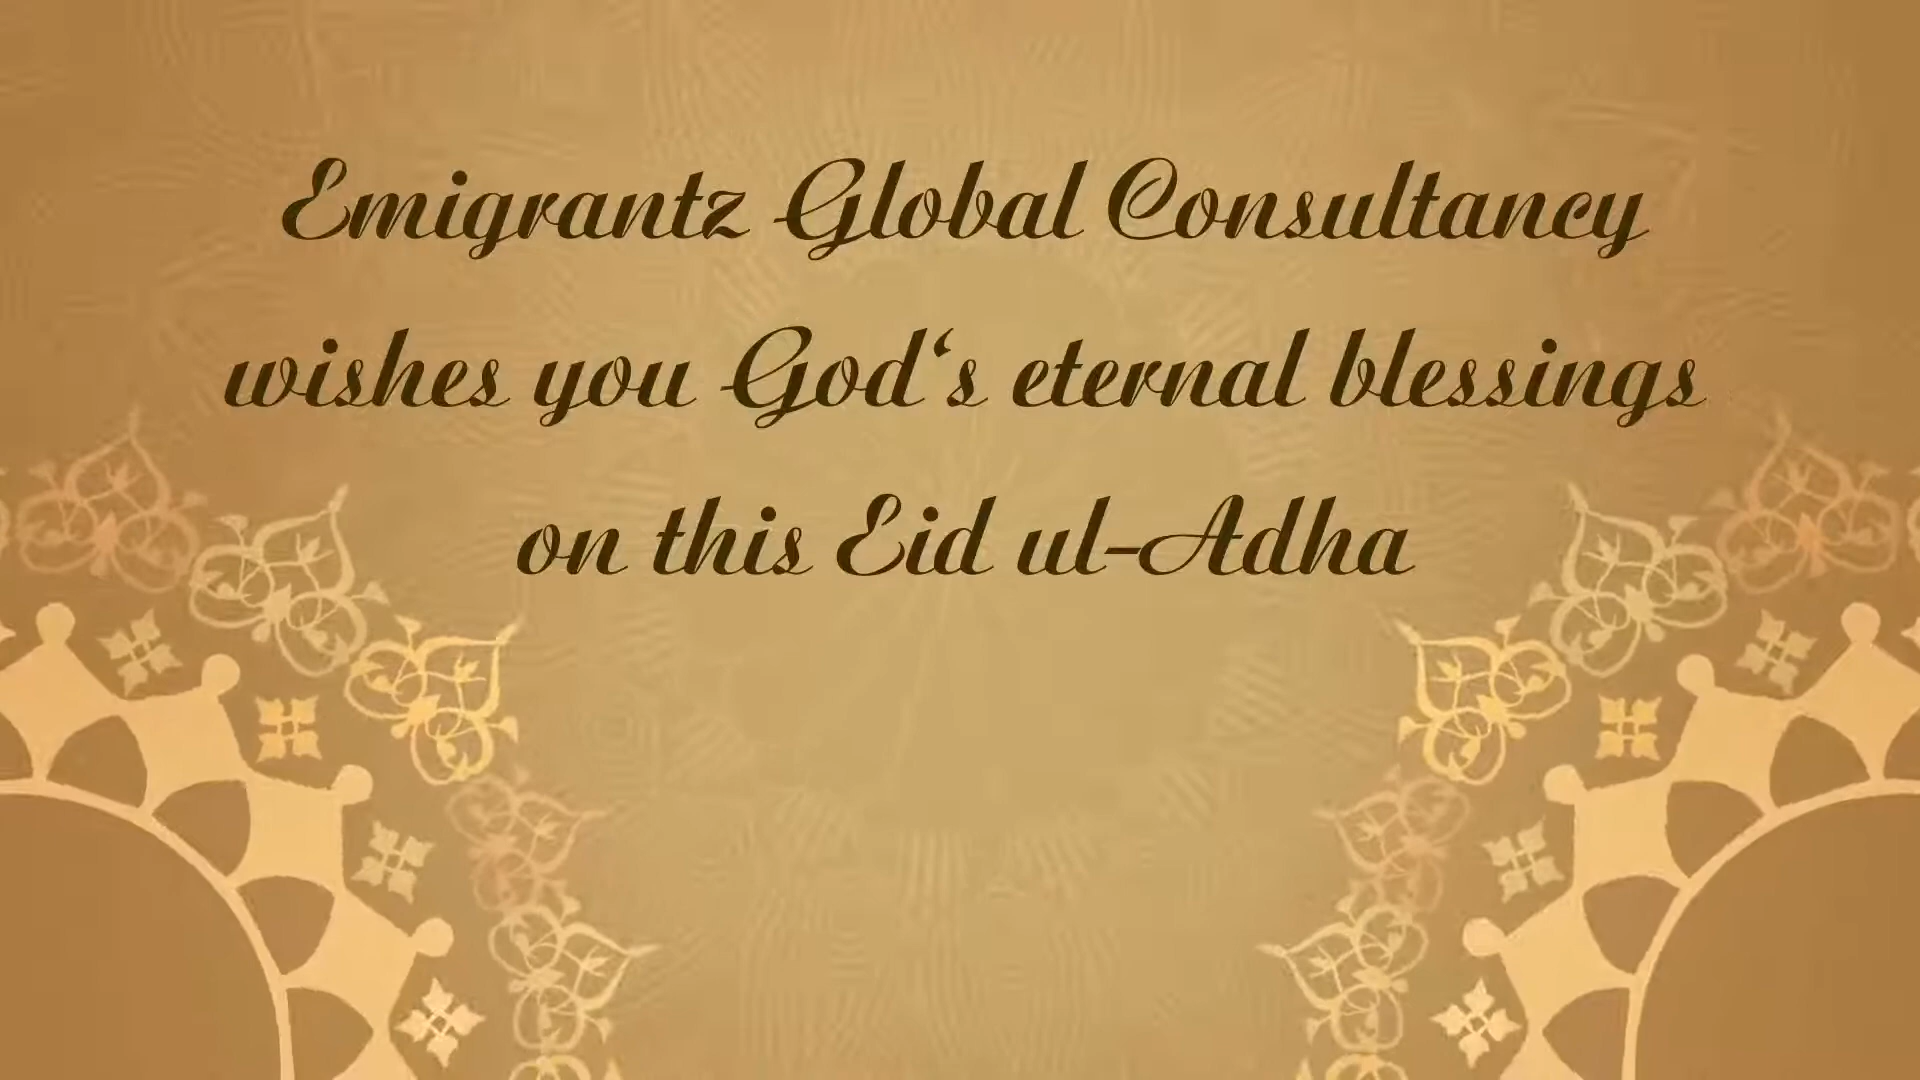 Emigrantz Global Consultancy
wishes you God‘s eternal blessings
on this Eid ul-Adha